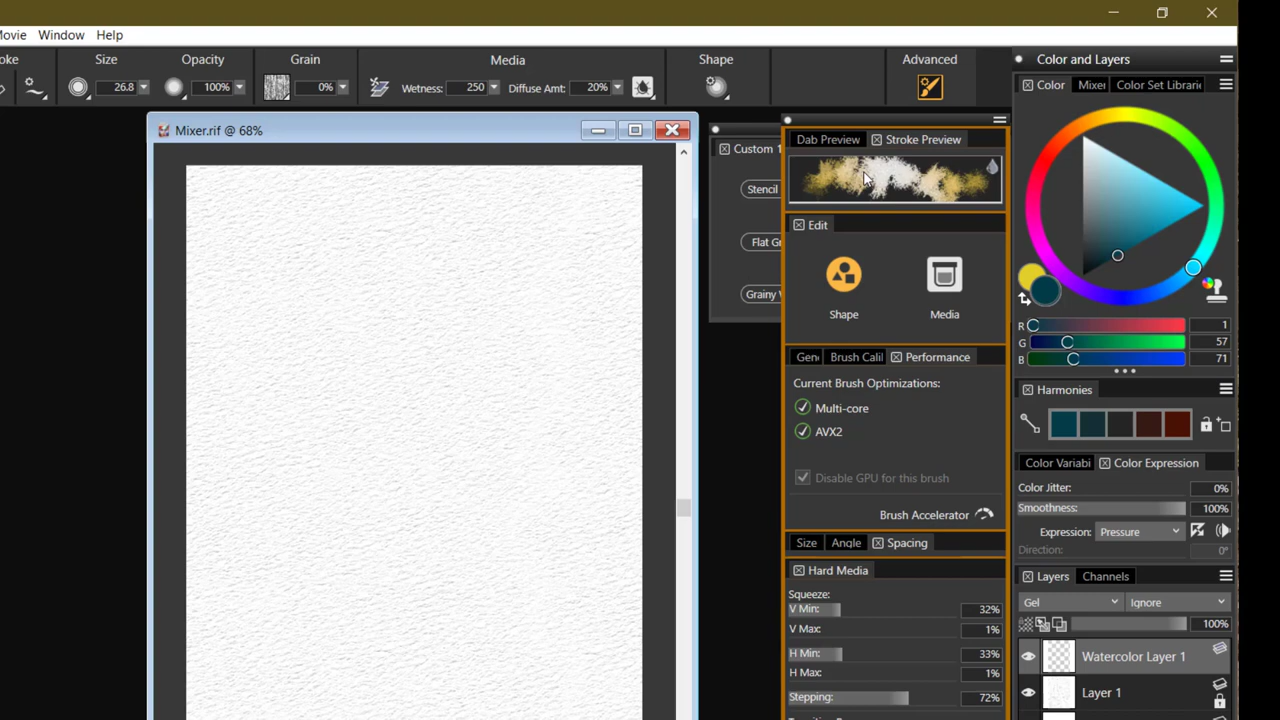 Movie Window Help
oke
Size
26.8
Opacity
100%
Grain
0%
Media
Wetness: 250
Diffuse Amt: 20%
Shape
Advanced
Mixer.rif @ 68%
Custom 1
Stencil
Flat Gr
Grainy W
Dab Preview
Stroke Preview
Edit
Shape
Media
Gene
Brush Calil
Performance
Current Brush Optimizations:
Multi-core
AVX2
Disable GPU for this brush
Brush Accelerator
Size
Angle
Spacing
Hard Media
Squeeze:
V Min: 32%
V Max: 1%
H Min: 33%
H Max: 1%
Stepping: 72%
Color and Layers
Color
Mixer
Color Set Librarie
R 1
G 57
B 71
Harmonies
Color Variabi
Color Expression
Color Jitter: 0%
Smoothness: 100%
Expression: Pressure
Direction: 0°
Layers
Channels
Gel
Ignore
100%
Watercolor Layer 1
Layer 1